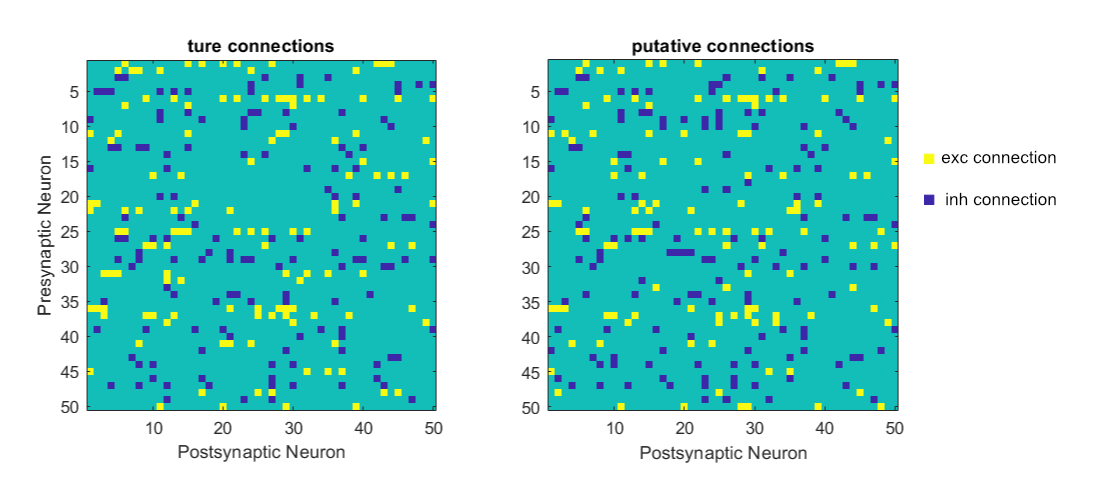 ture connections
putative connections
5
10
15
20
25
30
35
40
45
50
Presynaptic Neuron
10 20 30 40 50
Postsynaptic Neuron
5
10
15
20
25
30
35
40
45
50
10 20 30 40 50
Postsynaptic Neuron
exc connection
inh connection